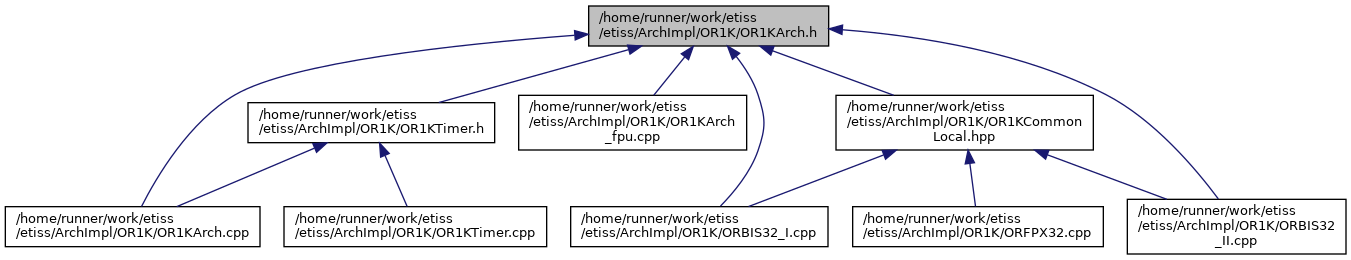 /home/runner/work/etiss
/etiss/ArchImpl/OR1K/OR1KArch.h
/home/runner/work/etiss
/etiss/ArchImpl/OR1K/OR1KTimer.h
/home/runner/work/etiss
/etiss/ArchImpl/OR1K/OR1KArch
_fpu.cpp
/home/runner/work/etiss
/etiss/ArchImpl/OR1K/OR1KCommon
Local.hpp
/home/runner/work/etiss
/etiss/ArchImpl/OR1K/OR1KArch.cpp
/home/runner/work/etiss
/etiss/ArchImpl/OR1K/OR1KTimer.cpp
/home/runner/work/etiss
/etiss/ArchImpl/OR1K/ORBIS32_I.cpp
/home/runner/work/etiss
/etiss/ArchImpl/OR1K/ORFPX32.cpp
/home/runner/work/etiss
/etiss/ArchImpl/OR1K/ORBIS32
_II.cpp